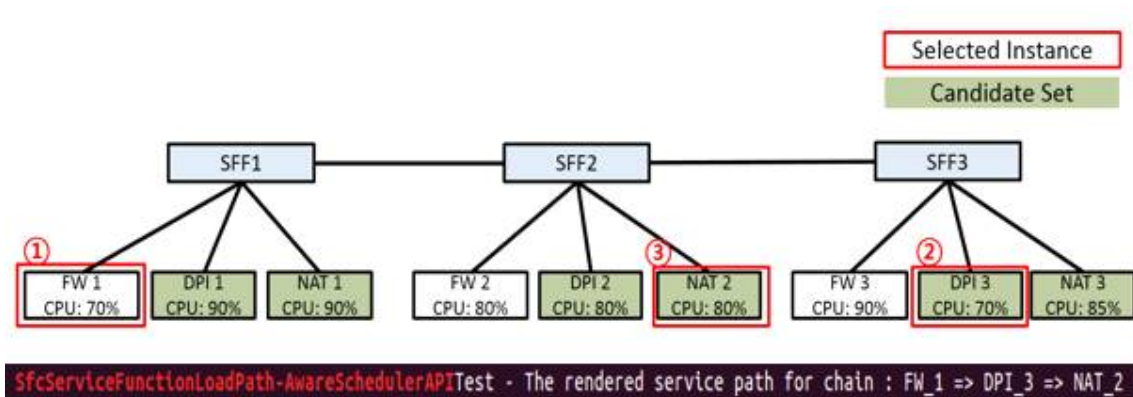 Selected Instance
Candidate Set
SFF1
SFF2
SFF3
①
③
②
FW 1
CPU: 70%
DPI 1
CPU: 90%
NAT 1
CPU: 90%
FW 2
CPU: 80%
DPI 2
CPU: 80%
NAT 2
CPU: 80%
FW 3
CPU: 90%
DPI 3
CPU: 70%
NAT 3
CPU: 85%
SfcServiceFunctionLoadPath-AwareSchedulerAPITest - The rendered service path for chain : FW_1 => DPI_3 => NAT_2